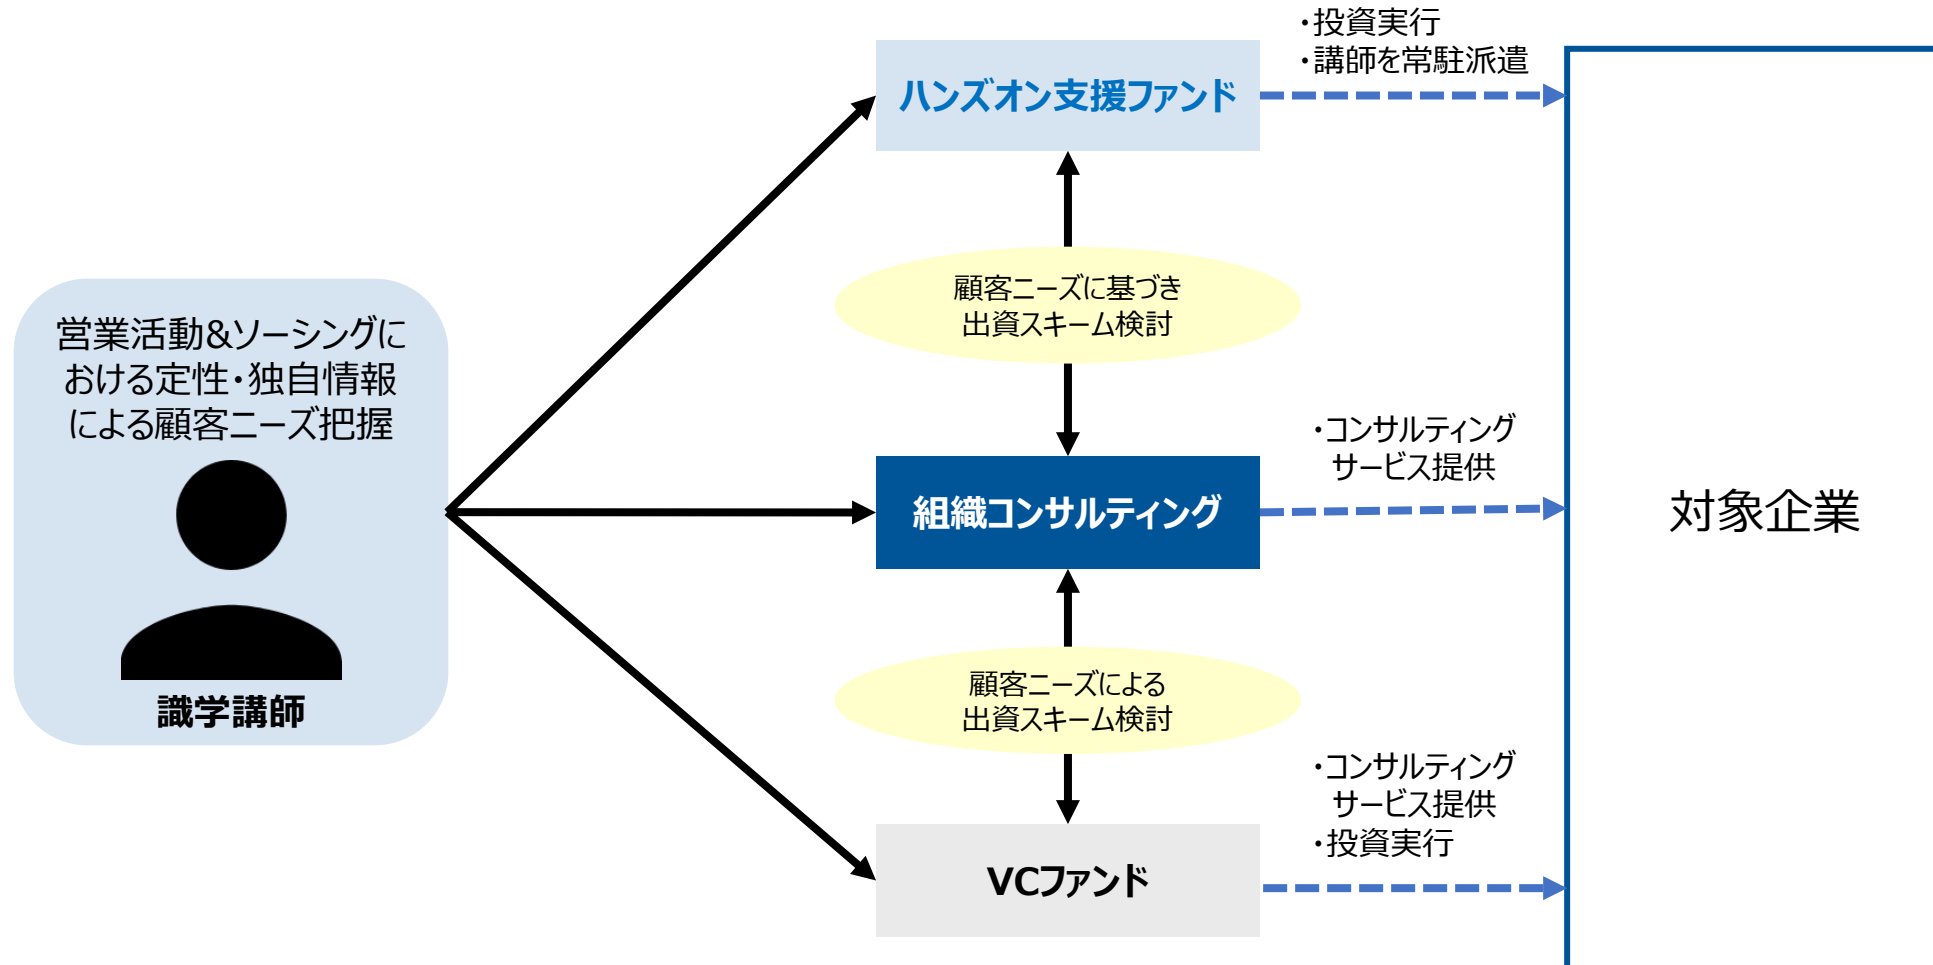 営業活動&ソーシングに
おける定性・独自情報
による顧客ニーズ把握
識学講師
ハンズオン支援ファンド
顧客ニーズに基づき
出資スキーム検討
組織コンサルティング
顧客ニーズによる
出資スキーム検討
VCファンド
・投資実行
・講師を常駐派遣
・コンサルティング
サービス提供
・コンサルティング
サービス提供
・投資実行
対象企業